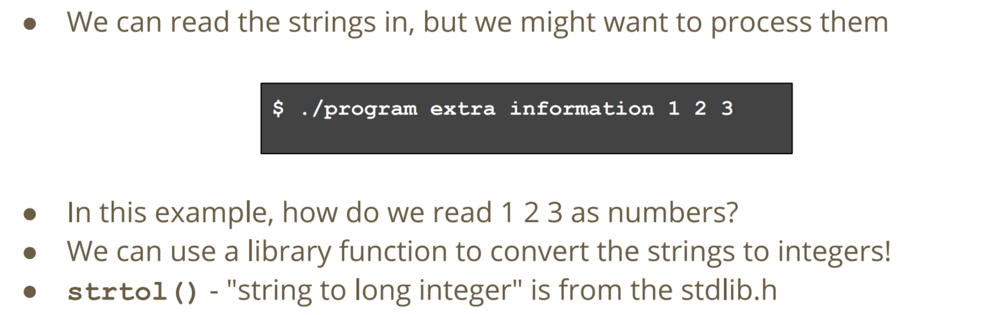 ● We can read the strings in, but we might want to process them
$ ./program extra information 1 2 3
● In this example, how do we read 1 2 3 as numbers?
● We can use a library function to convert the strings to integers!
● strtol() - "string to long integer" is from the stdlib.h